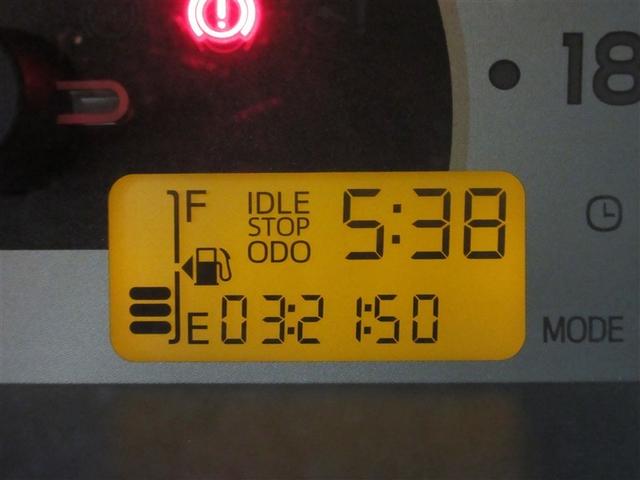 !
18
F
IDLE
STOP
ODO
5:38
E
03:21:50
MODE